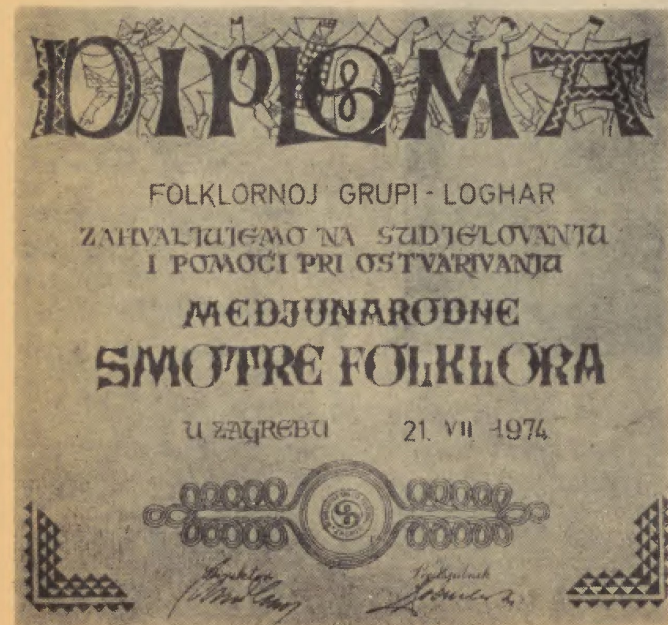 DIPLOMA
FOLKLORNOJ GRUPI - LOGHAR
ZAHVALJUJEMO NA SUDJELOVANJU
I POMOĆI PRI OSTVARIVANJU
MEDJUNARODNE
SMOTRE FOLKLORA
U ZAGREBU 21. VII 1974